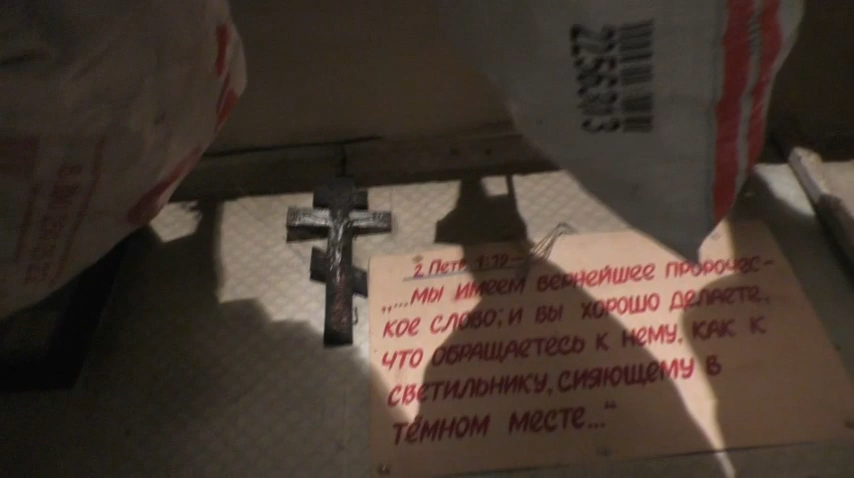 2256303
2 Петр. 1:19 –
„...Мы имеем вернейшее пророчес-
кое слово; и вы хорошо делаете,
что обращаетесь к нему, как к
светильнику, сияющему в
тёмном месте..."